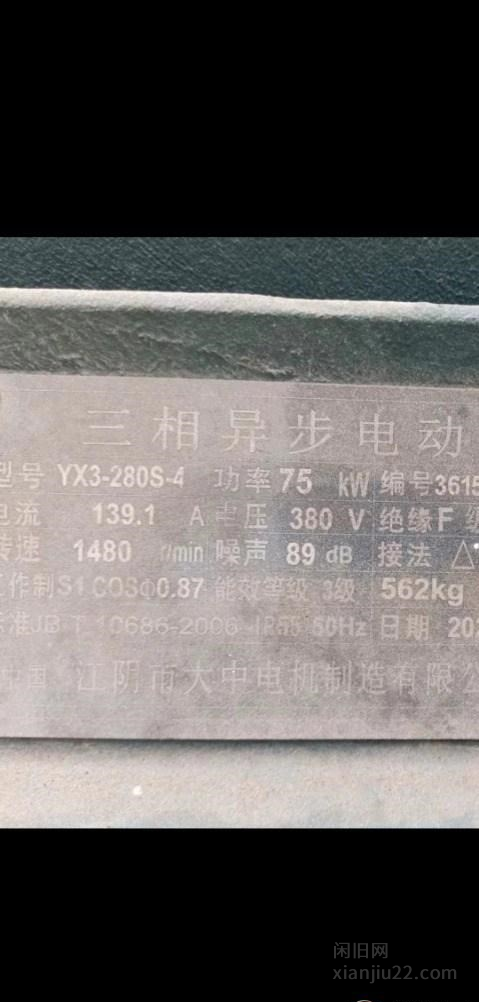 三相异步电动
型号 YX3-280S-4 功率 75 kW 编号3615
电流 139.1 A 电压 380 V 绝缘F
转速 1480 r/min 噪声 89 dB 接法 △
工作制S1 COSΦ0.87 能效等级 3级 562kg
标准JB T 10686-2006 IP55 50Hz 日期 202
中国 江阴市大中电机制造有限公
闲旧网
xianjiu22.com